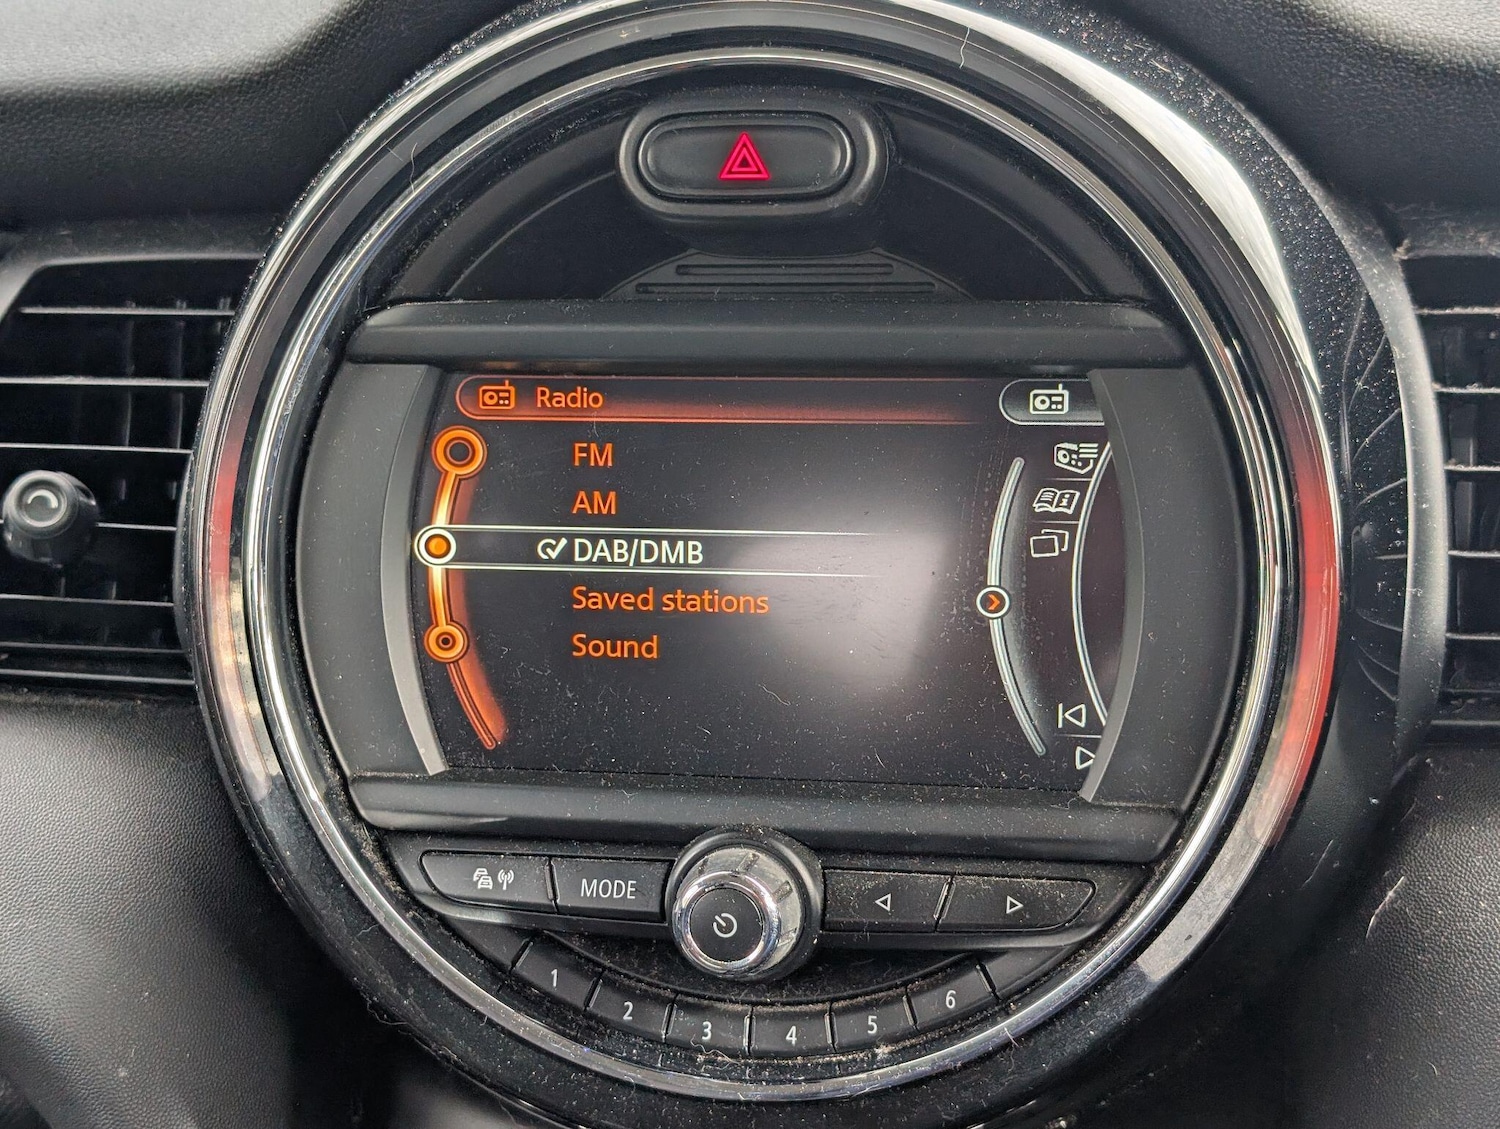 Radio
FM
AM
DAB/DMB
Saved stations
Sound
MODE
1
2
3
4
5
6